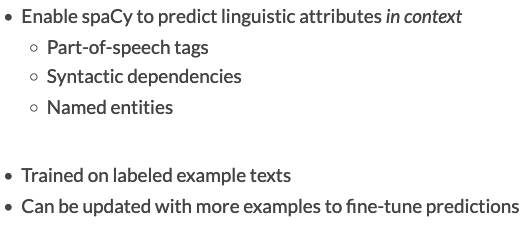 • Enable spaCy to predict linguistic attributes in context
◦ Part-of-speech tags
◦ Syntactic dependencies
◦ Named entities
• Trained on labeled example texts
• Can be updated with more examples to fine-tune predictions